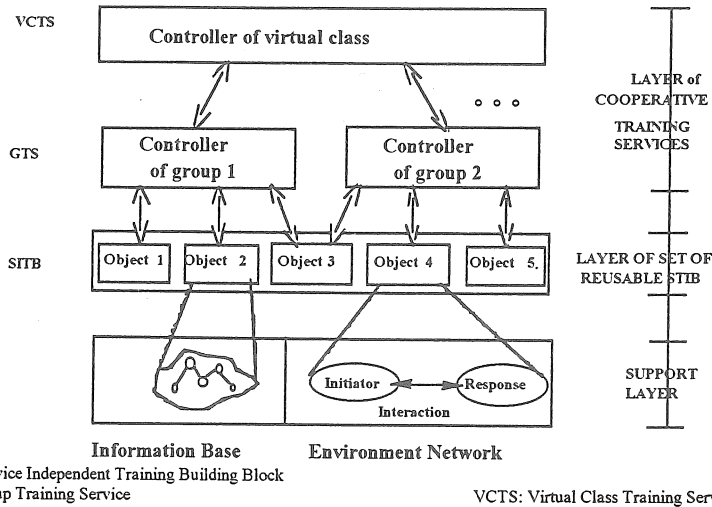 VCTS
Controller of virtual class
LAYER of
COOPERATIVE
TRAINING
SERVICES
GTS
Controller
of group 1
Controller
of group 2
SITB
Object 1
Object 2
Object 3
Object 4
Object 5.
LAYER OF SET OF
REUSABLE STIB
Initiator
Response
Interaction
SUPPORT
LAYER
Information Base
Environment Network
vice Independent Training Building Block
up Training Service
VCTS: Virtual Class Training Ser